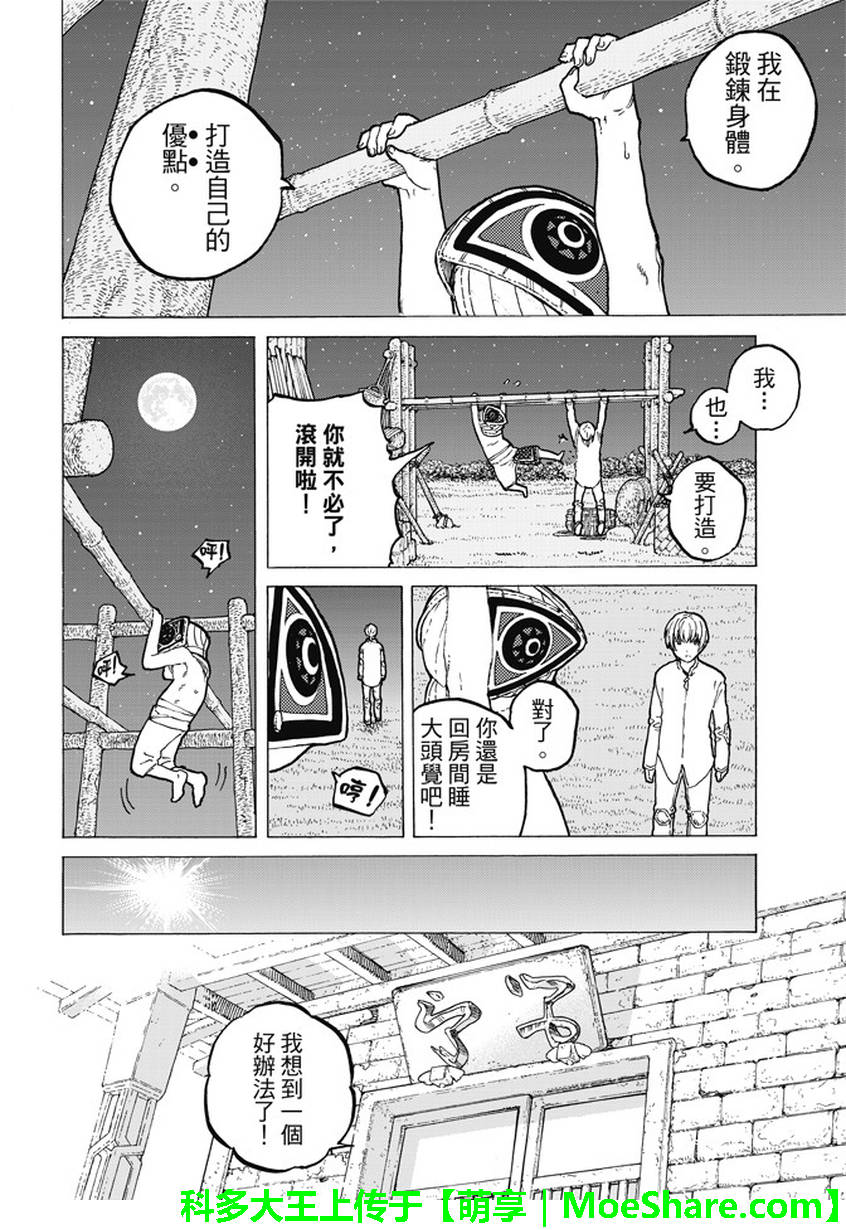 我在
鍛鍊身體。
打造自己的
優點。
我…
也…
要打造。
你就不必了，
滾開啦！
對了。
你還是
回房間睡
大頭覺吧！
哼！
呼！
呼！
我想到一個
好辦法了！
科多大王上传于【萌享｜MoeShare.com】